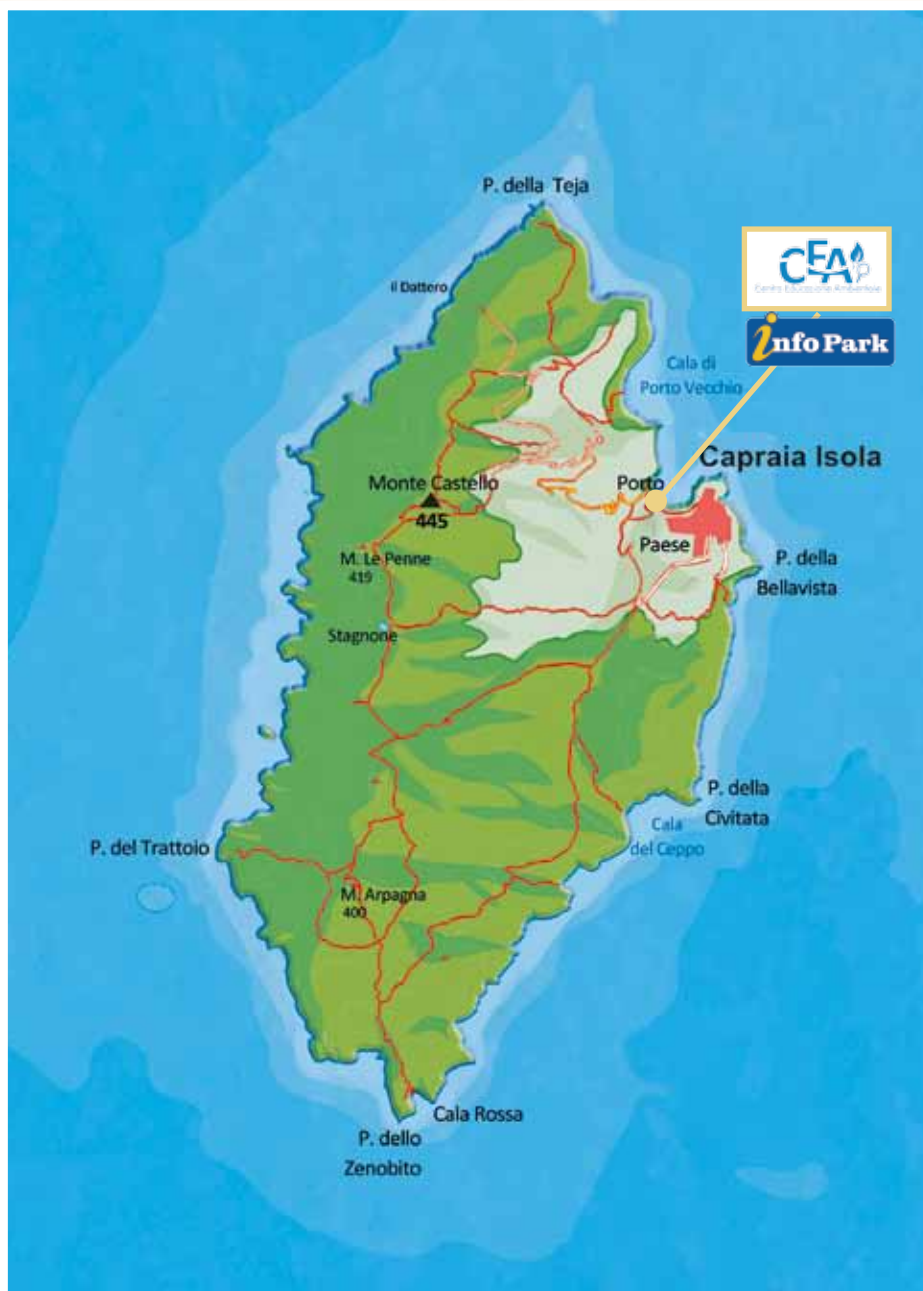 P. della Teja
il Dattero
CEA
Centro Educazione Ambientale
infoPark
Cala di
Porto Vecchio
Capraia Isola
Monte Castello
445
Porto
Paese
M. Le Penne
419
P. della
Bellavista
Stagnone
P. della
Civitata
Cala
del Ceppo
P. del Trattoio
M. Arpagna
400
Cala Rossa
P. dello
Zenobito